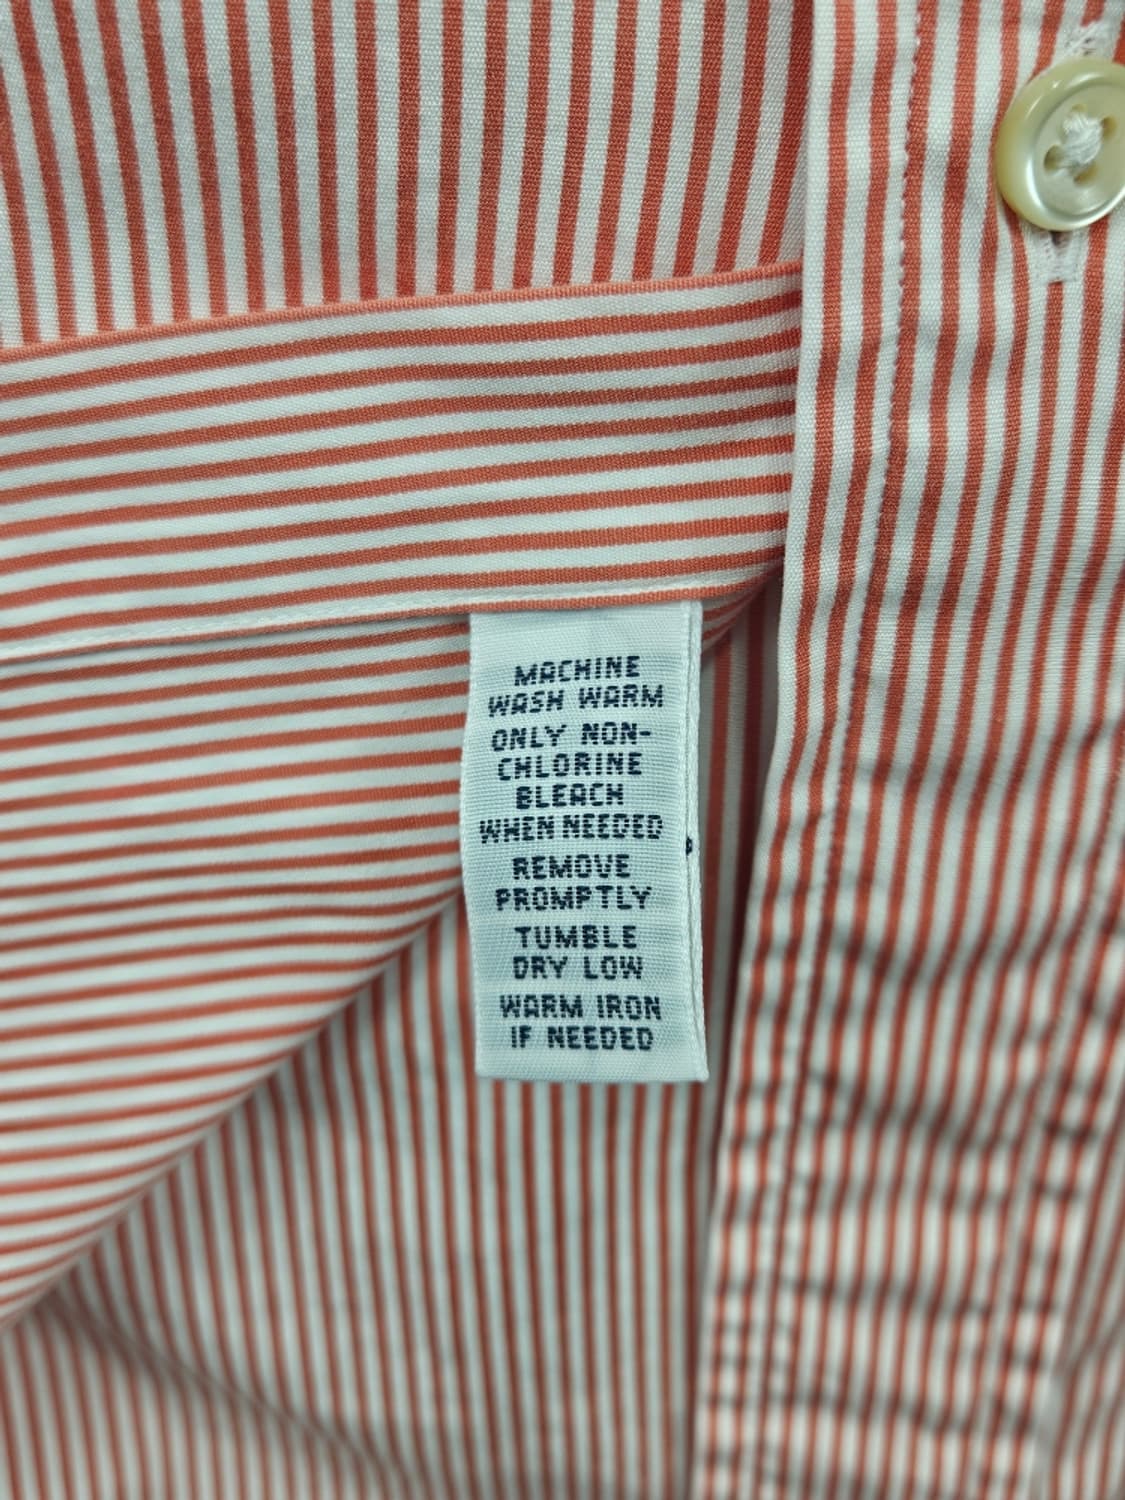 MACHINE
WASH WARM
ONLY NON-
CHLORINE
BLEACH
WHEN NEEDED
REMOVE
PROMPTLY
TUMBLE
DRY LOW
WARM IRON
IF NEEDED